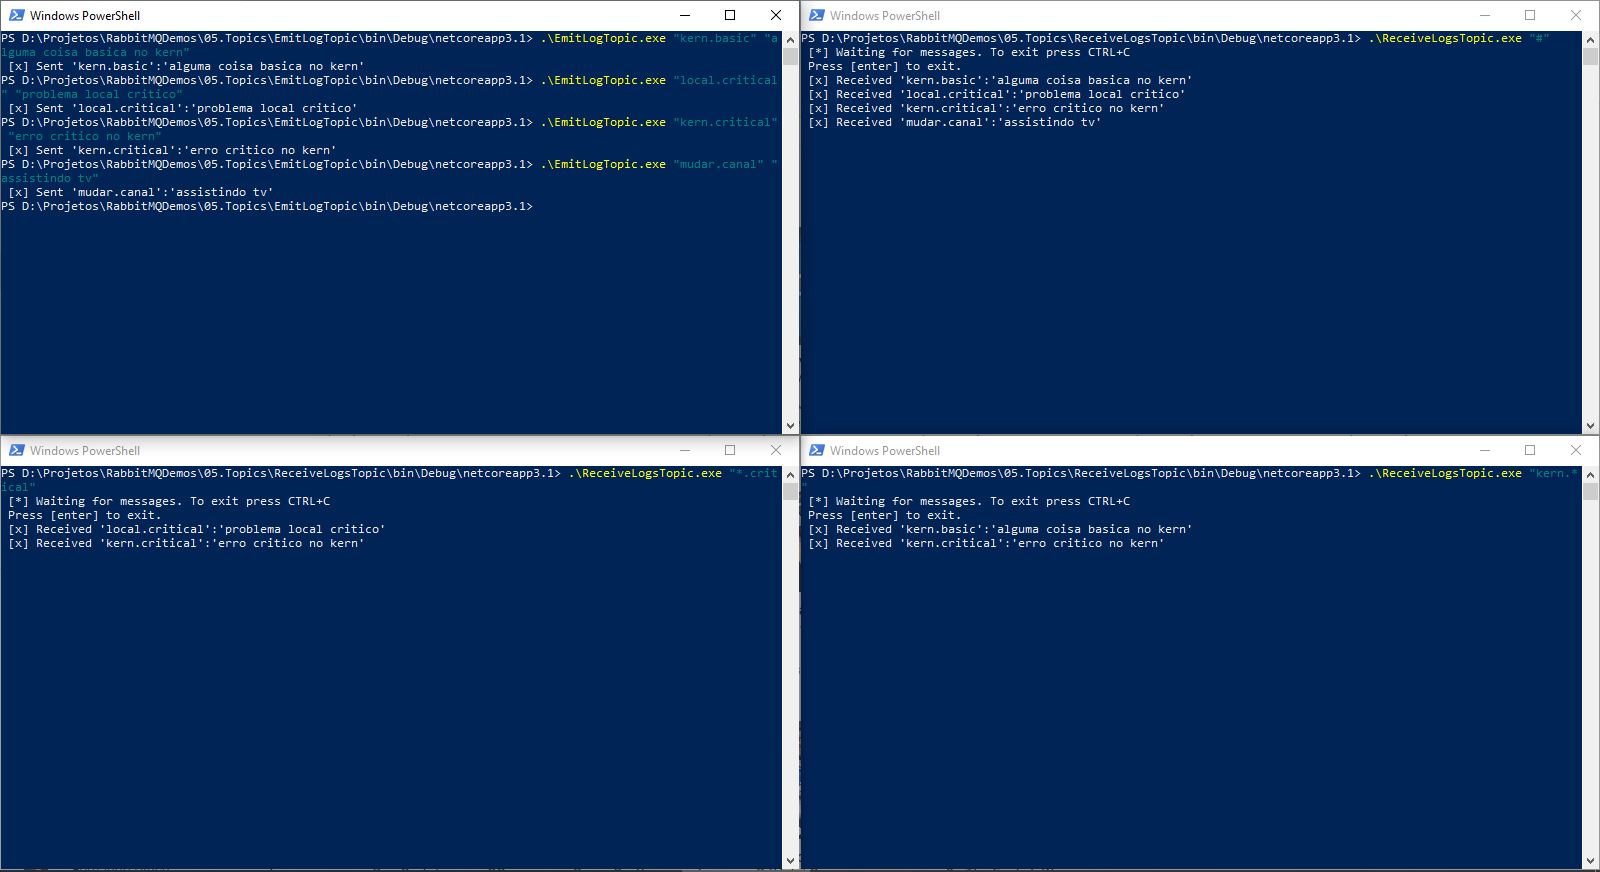 Windows PowerShell
PS D:\Projetos\RabbitMQDemos\05.Topics\EmitLogTopic\bin\Debug\netcoreapp3.1> .\EmitLogTopic.exe "kern.basic" "a
lguma coisa basica no kern"
 [x] Sent 'kern.basic':'alguma coisa basica no kern'
PS D:\Projetos\RabbitMQDemos\05.Topics\EmitLogTopic\bin\Debug\netcoreapp3.1> .\EmitLogTopic.exe "local.critical
" "problema local critico"
 [x] Sent 'local.critical':'problema local critico'
PS D:\Projetos\RabbitMQDemos\05.Topics\EmitLogTopic\bin\Debug\netcoreapp3.1> .\EmitLogTopic.exe "kern.critical"
 "erro critico no kern"
 [x] Sent 'kern.critical':'erro critico no kern'
PS D:\Projetos\RabbitMQDemos\05.Topics\EmitLogTopic\bin\Debug\netcoreapp3.1> .\EmitLogTopic.exe "mudar.canal" "
assistindo tv"
 [x] Sent 'mudar.canal':'assistindo tv'
PS D:\Projetos\RabbitMQDemos\05.Topics\EmitLogTopic\bin\Debug\netcoreapp3.1>
Windows PowerShell
PS D:\Projetos\RabbitMQDemos\05.Topics\ReceiveLogsTopic\bin\Debug\netcoreapp3.1> .\ReceiveLogsTopic.exe "#"
 [*] Waiting for messages. To exit press CTRL+C
 Press [enter] to exit.
 [x] Received 'kern.basic':'alguma coisa basica no kern'
 [x] Received 'local.critical':'problema local critico'
 [x] Received 'kern.critical':'erro critico no kern'
 [x] Received 'mudar.canal':'assistindo tv'
Windows PowerShell
PS D:\Projetos\RabbitMQDemos\05.Topics\ReceiveLogsTopic\bin\Debug\netcoreapp3.1> .\ReceiveLogsTopic.exe "*.crit
ical"
 [*] Waiting for messages. To exit press CTRL+C
 Press [enter] to exit.
 [x] Received 'local.critical':'problema local critico'
 [x] Received 'kern.critical':'erro critico no kern'
Windows PowerShell
PS D:\Projetos\RabbitMQDemos\05.Topics\ReceiveLogsTopic\bin\Debug\netcoreapp3.1> .\ReceiveLogsTopic.exe "kern.*
"
 [*] Waiting for messages. To exit press CTRL+C
 Press [enter] to exit.
 [x] Received 'kern.basic':'alguma coisa basica no kern'
 [x] Received 'kern.critical':'erro critico no kern'